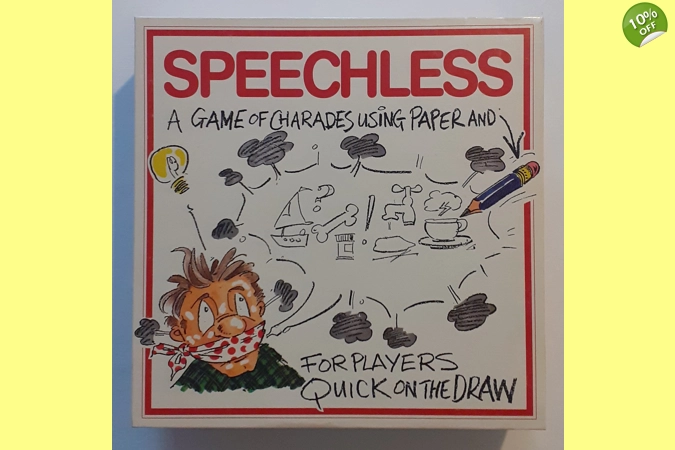 10%
OFF
SPEECHLESS
A GAME OF CHARADES USING PAPER AND
?
!
FOR PLAYERS
QUICK ON THE DRAW